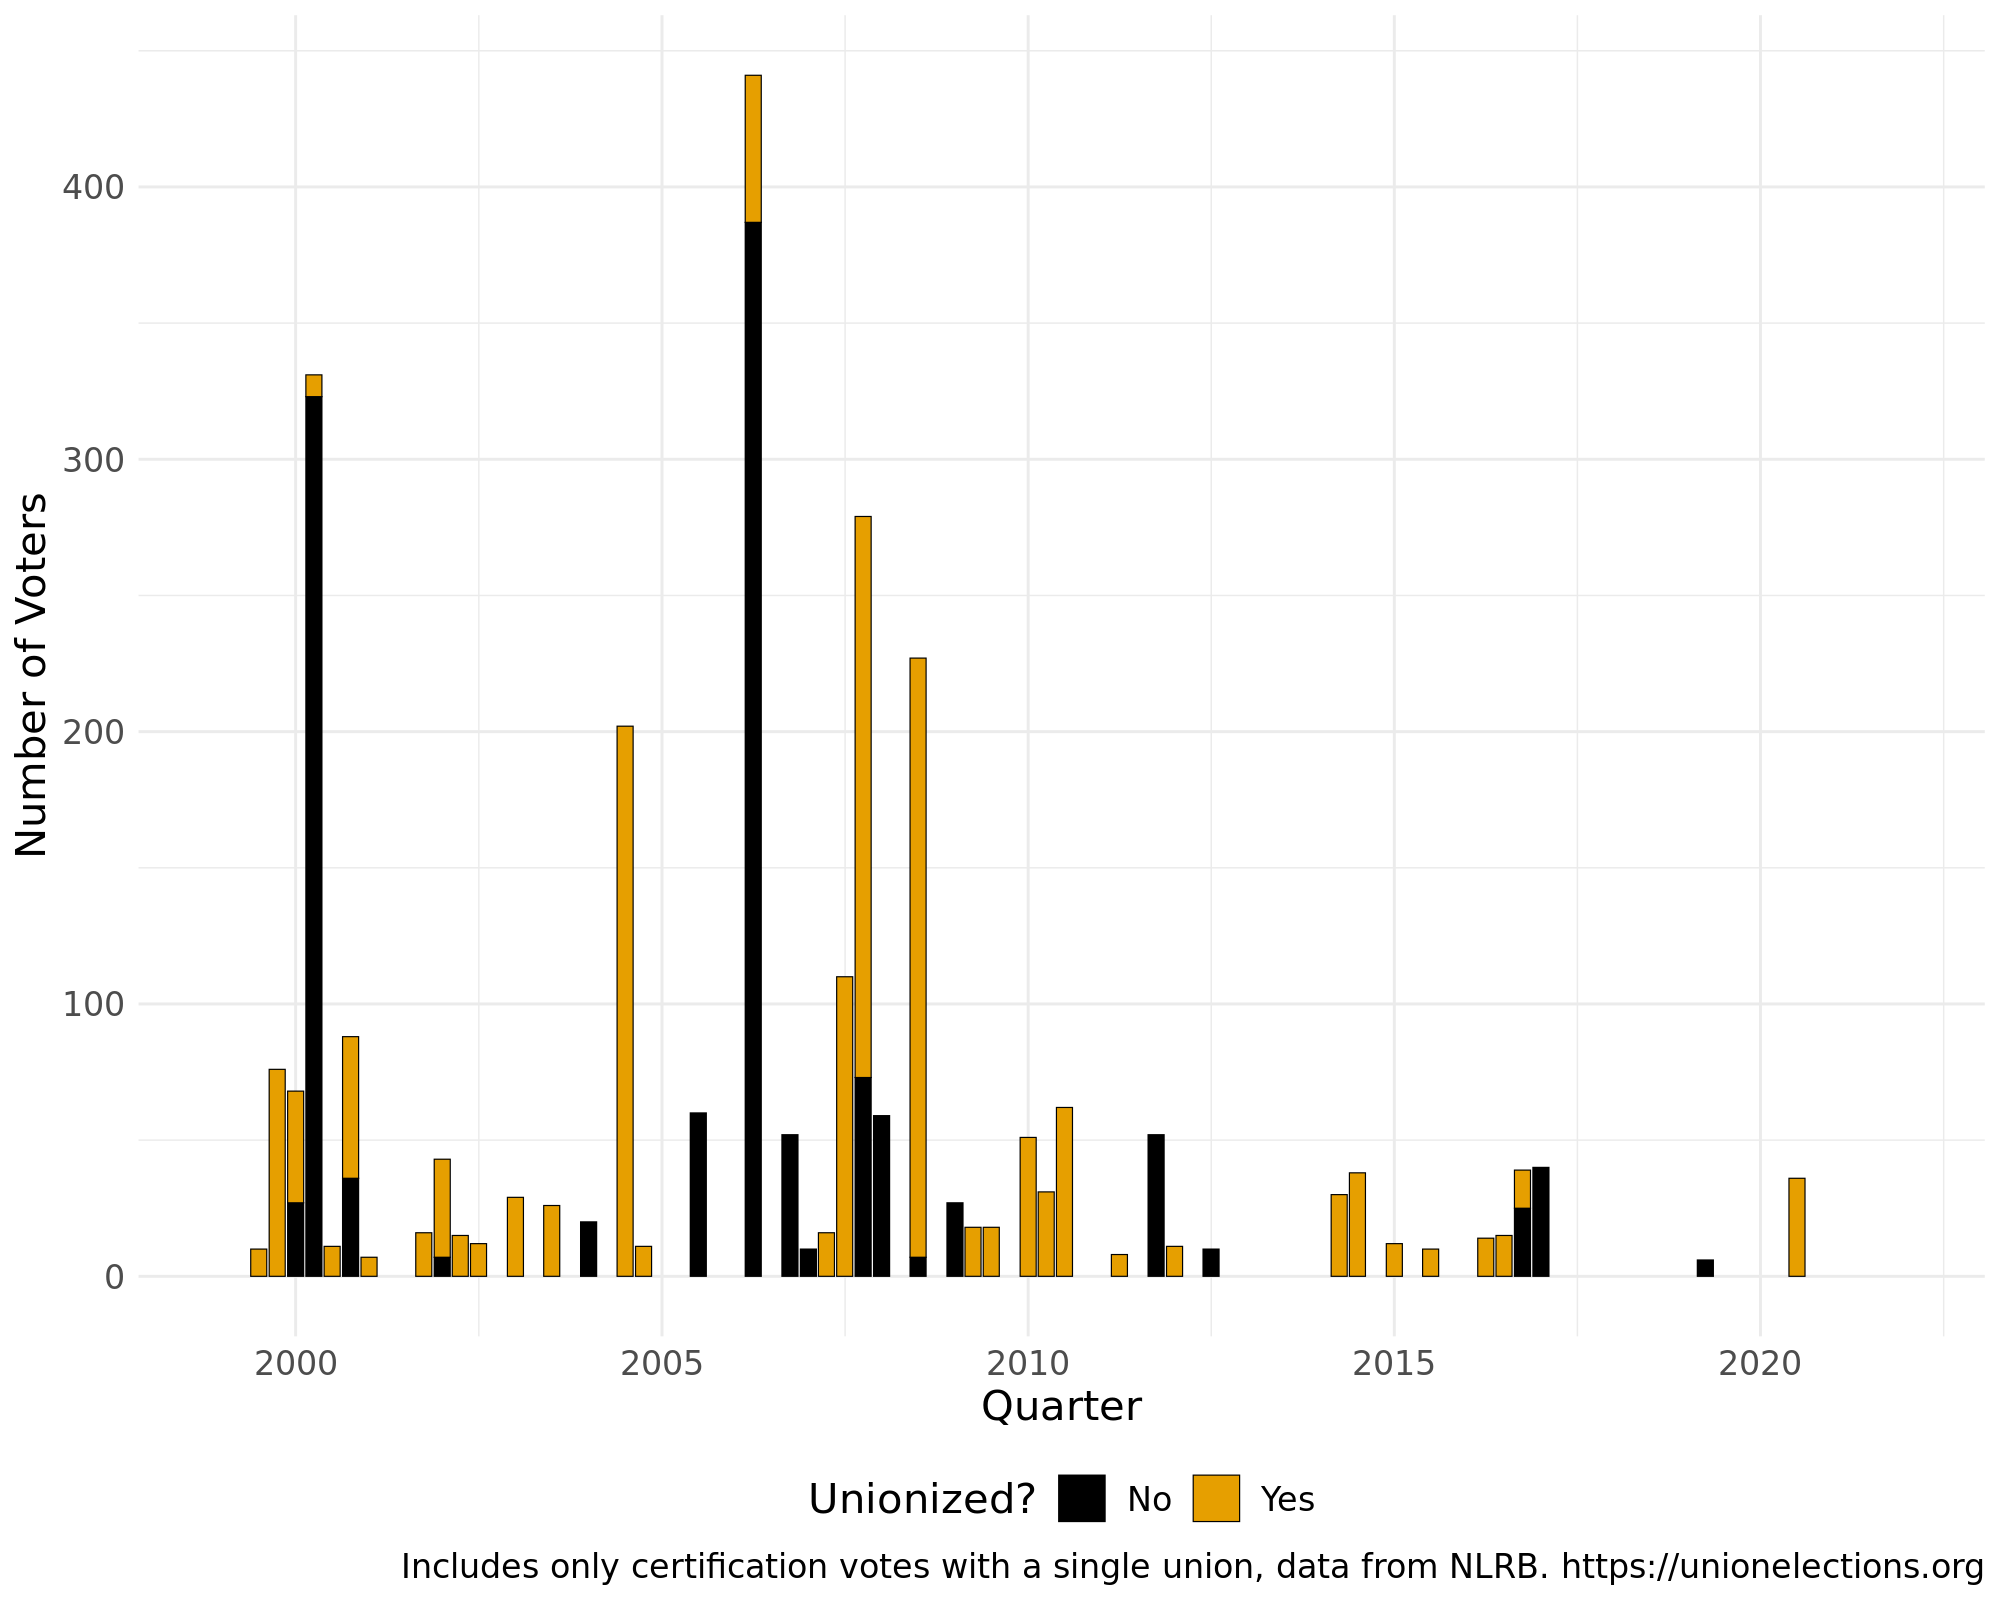 Number of Voters
400
300
200
100
0
2000 2005 2010 2015 2020
Quarter
Unionized? No Yes
Includes only certification votes with a single union, data from NLRB. https://unionelections.org